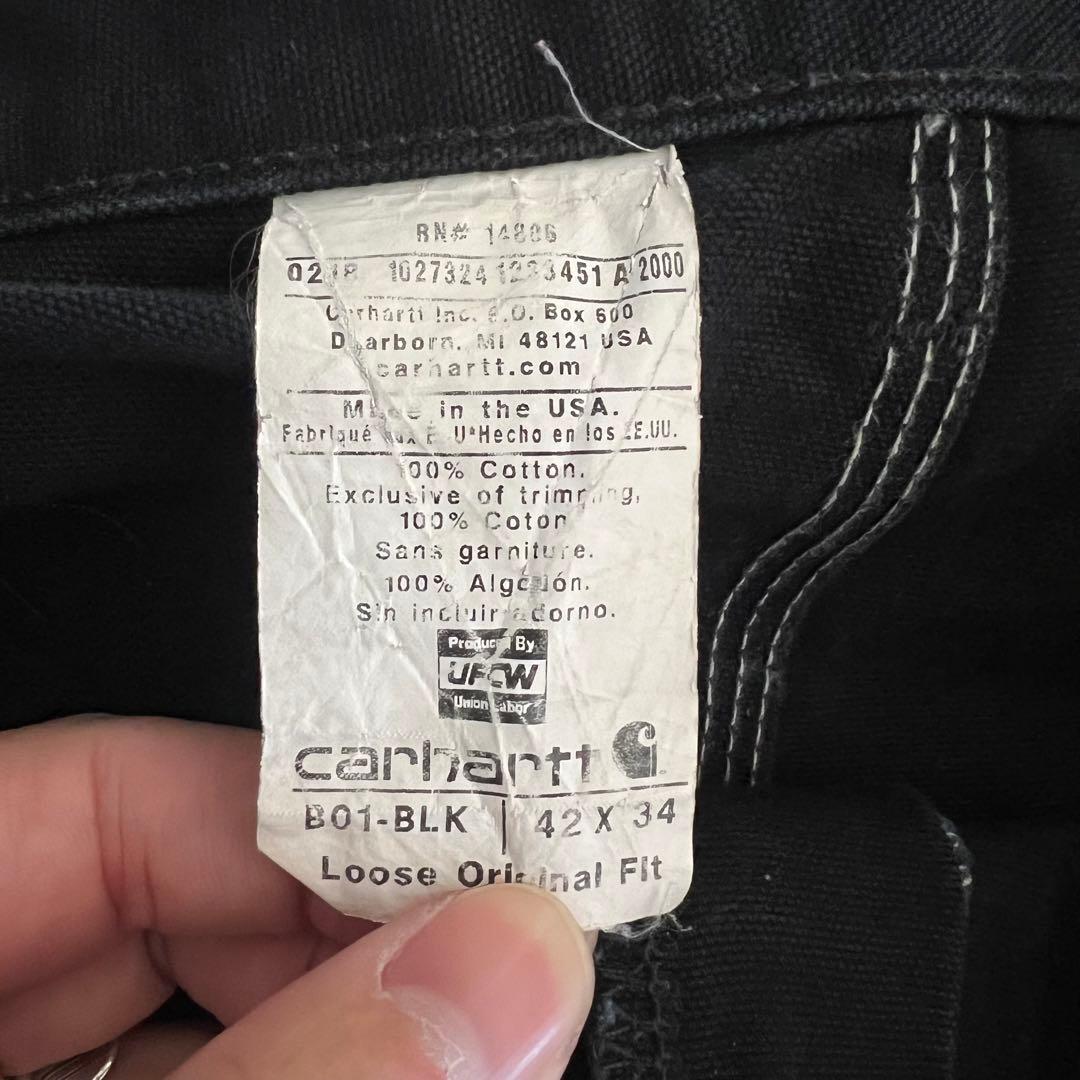 RN# 14806
1027324 A 2000
Carhartt Inc. P.O. Box 600
Dearborn, MI 48121 USA
carhartt.com
Made in the USA.
Fabriqué aux É U*Hecho en los EE.UU.
100% Cotton.
Exclusive of trimming,
100% Coton
Sans garniture.
100% Algodón.
Sin incluir adorno.
Produced By
UFCW
Union Labor
carhartt
B01-BLK 42 X 34
Loose Original Fit